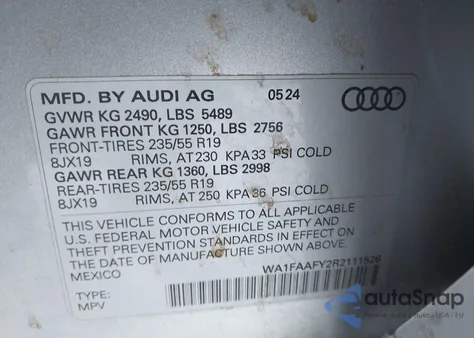 MFD. BY AUDI AG 05 24
GVWR KG 2490, LBS 5489
GAWR FRONT KG 1250, LBS 2756
FRONT-TIRES 235/55 R19
8JX19 RIMS, AT 230 KPA 33 PSI COLD
GAWR REAR KG 1360, LBS 2998
REAR-TIRES 235/55 R19
8JX19 RIMS, AT 250 KPA 36 PSI COLD
THIS VEHICLE CONFORMS TO ALL APPLICABLE
U.S. FEDERAL MOTOR VEHICLE SAFETY AND
THEFT PREVENTION STANDARDS IN EFFECT ON
THE DATE OF MANUFACTURE
MEXICO
WA1FAAFY2R2111526
TYPE:
MPV
autoSnap